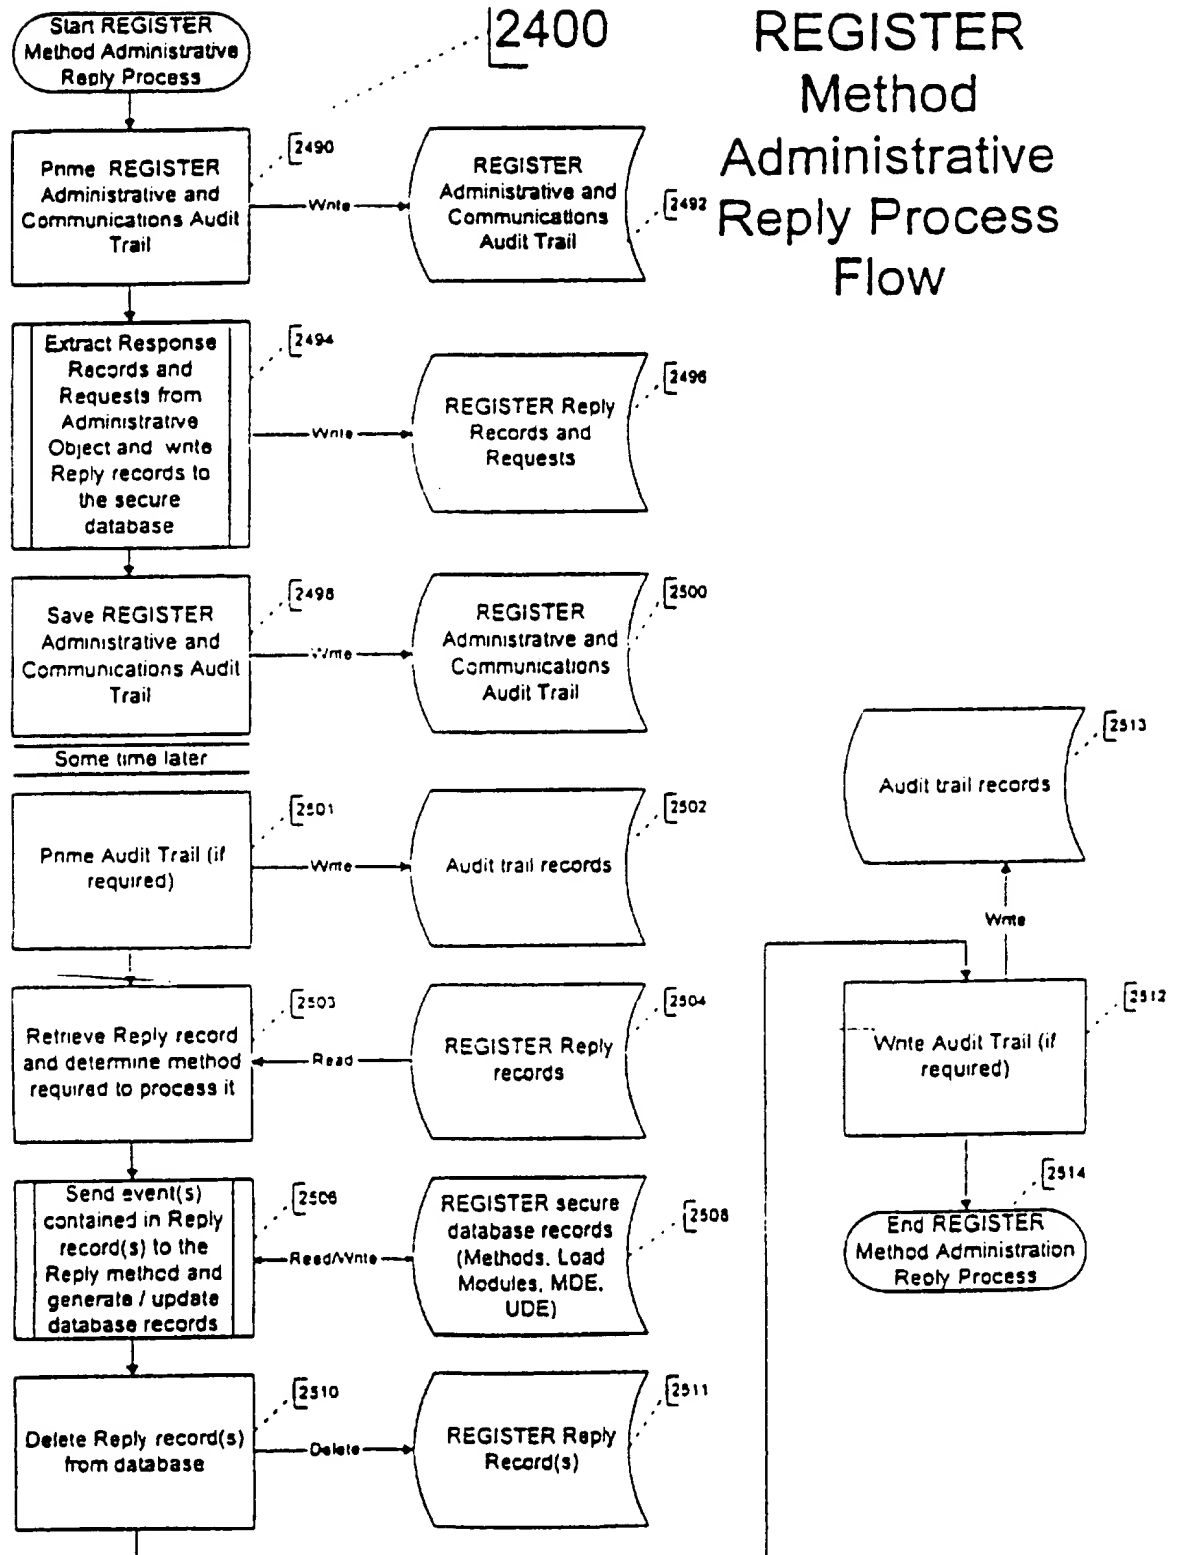 Start REGISTER
Method Administrative
Reply Process
2400
REGISTER
Method
Administrative
Reply Process
Flow
Prime REGISTER
Administrative and
Communications Audit
Trail
2490
Write
REGISTER
Administrative and
Communications
Audit Trail
2492
Extract Response
Records and
Requests from
Administrative
Object and write
Reply records to
the secure
database
2494
Write
REGISTER Reply
Records and
Requests
2496
Save REGISTER
Administrative and
Communications Audit
Trail
2498
Write
REGISTER
Administrative and
Communications
Audit Trail
2500
Some time later
Prime Audit Trail (if
required)
2501
Write
Audit trail records
2502
Retrieve Reply record
and determine method
required to process it
2503
Read
REGISTER Reply
records
2504
Send event(s)
contained in Reply
record(s) to the
Reply method and
generate / update
database records
2506
Read/Write
REGISTER secure
database records
(Methods, Load
Modules, MDE,
UDE)
2508
Delete Reply record(s)
from database
2510
Delete
REGISTER Reply
Record(s)
2511
Audit trail records
2513
Write
Write Audit Trail (if
required)
2512
2514
End REGISTER
Method Administration
Reply Process